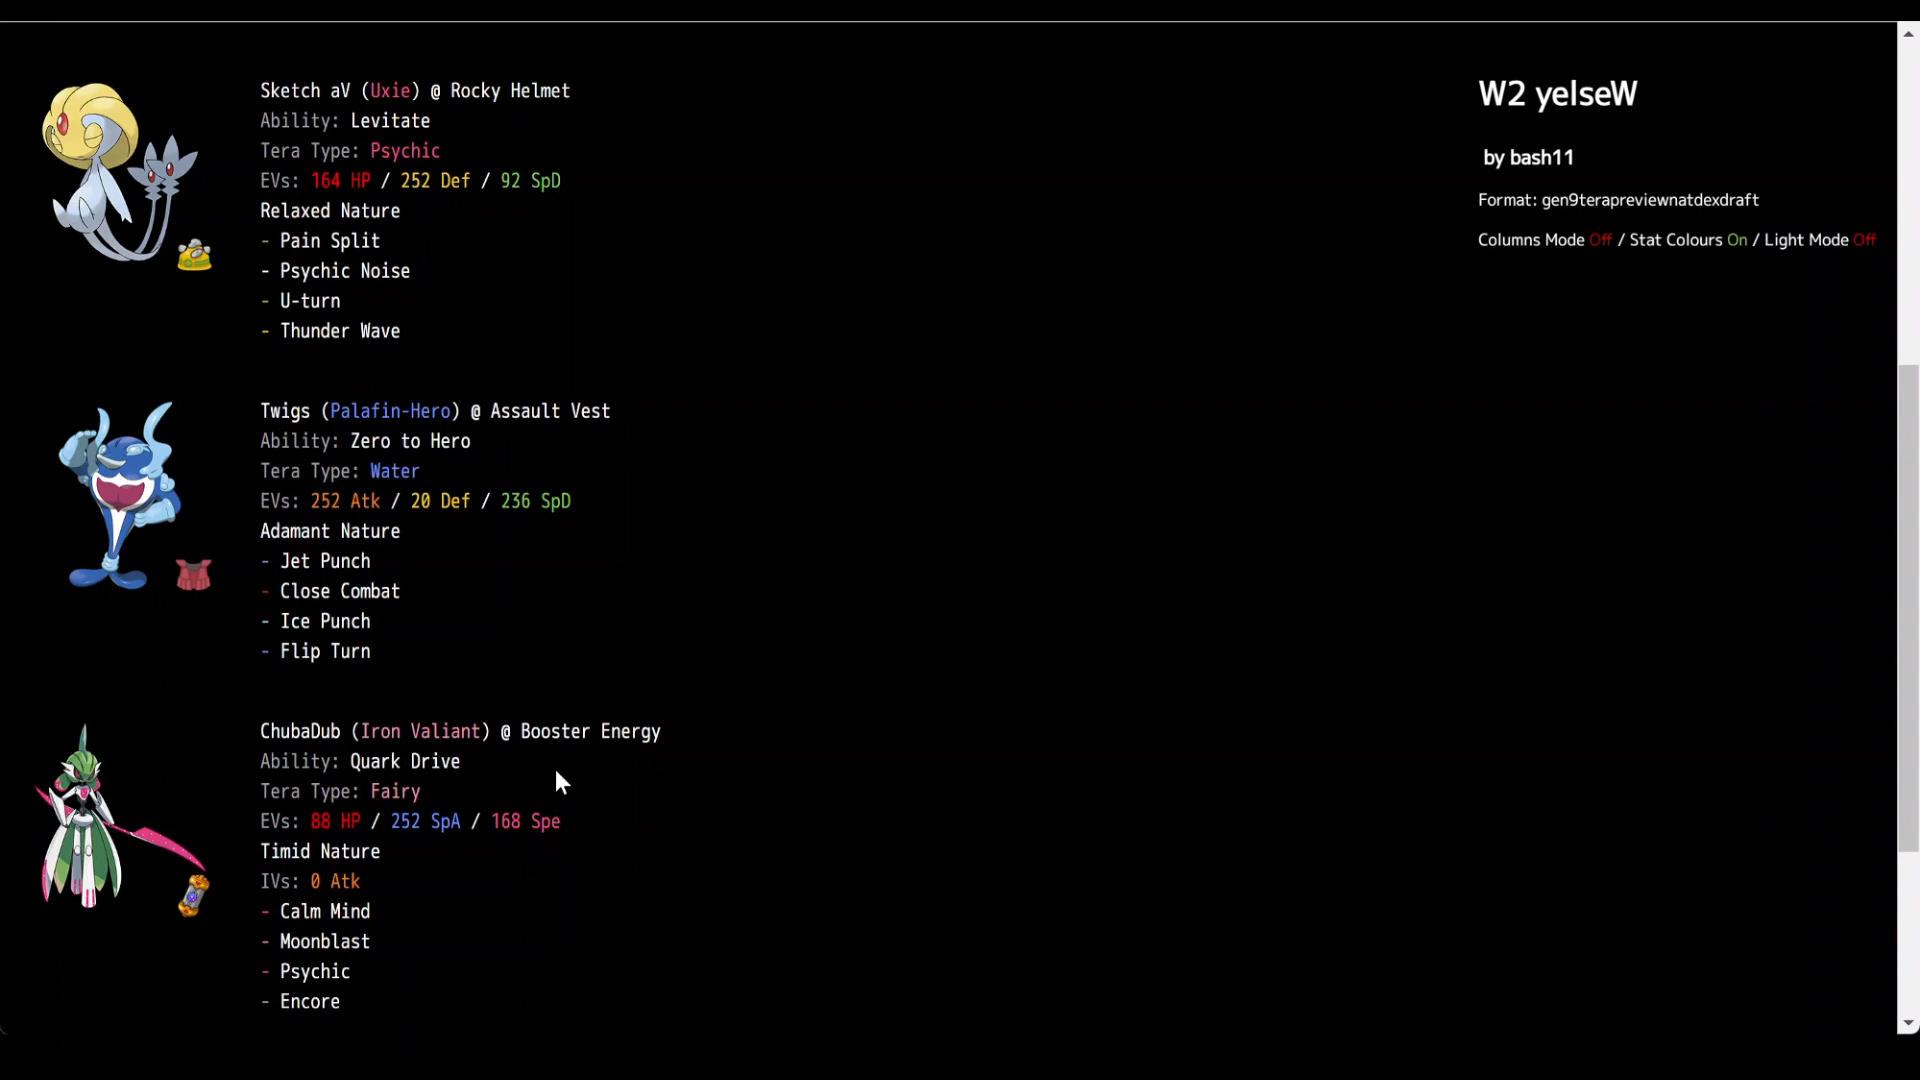 Sketch aV (Uxie) @ Rocky Helmet
Ability: Levitate
Tera Type: Psychic
EVs: 164 HP / 252 Def / 92 SpD
Relaxed Nature
- Pain Split
- Psychic Noise
- U-turn
- Thunder Wave
Twigs (Palafin-Hero) @ Assault Vest
Ability: Zero to Hero
Tera Type: Water
EVs: 252 Atk / 20 Def / 236 SpD
Adamant Nature
- Jet Punch
- Close Combat
- Ice Punch
- Flip Turn
ChubaDub (Iron Valiant) @ Booster Energy
Ability: Quark Drive
Tera Type: Fairy
EVs: 88 HP / 252 SpA / 168 Spe
Timid Nature
IVs: 0 Atk
- Calm Mind
- Moonblast
- Psychic
- Encore
W2 yelseW
by bash11
Format: gen9terapreviewnatdexdraft
Columns Mode Off / Stat Colours On / Light Mode Off